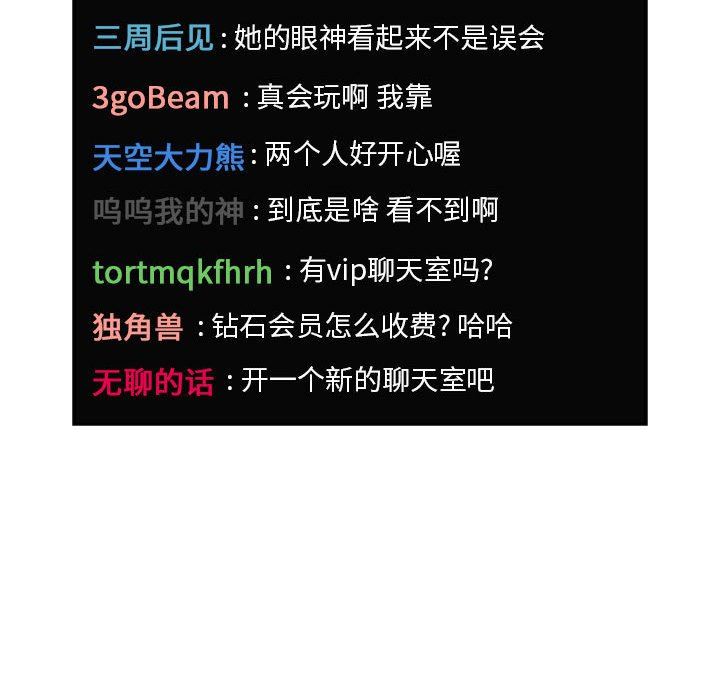 三周后见 : 她的眼神看起来不是误会
3goBeam : 真会玩啊 我靠
天空大力熊 : 两个人好开心喔
呜呜我的神 : 到底是啥 看不到啊
tortmqkfhrh : 有vip聊天室吗?
独角兽 : 钻石会员怎么收费? 哈哈
无聊的话 : 开一个新的聊天室吧